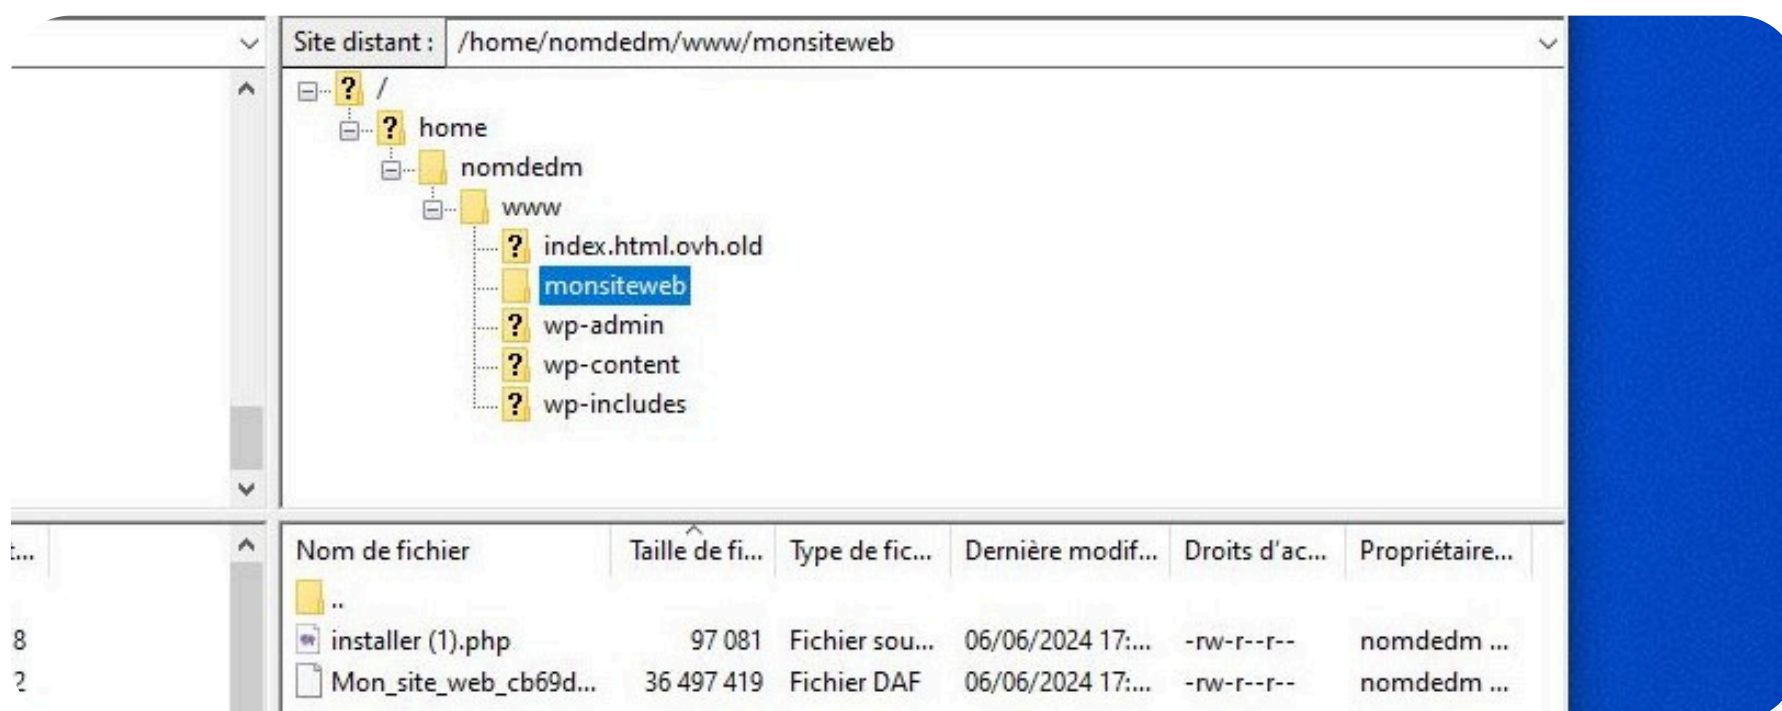 Site distant : /home/nomdedm/www/monsiteweb
/
home
nomdedm
www
index.html.ovh.old
monsiteweb
wp-admin
wp-content
wp-includes
:...
Nom de fichier Taille de fi... Type de fic... Dernière modif... Droits d'ac... Propriétaire...
..
8
installer (1).php 97 081 Fichier sou... 06/06/2024 17:... -rw-r--r-- nomdedm ...
2
Mon_site_web_cb69d... 36 497 419 Fichier DAF 06/06/2024 17:... -rw-r--r-- nomdedm ...